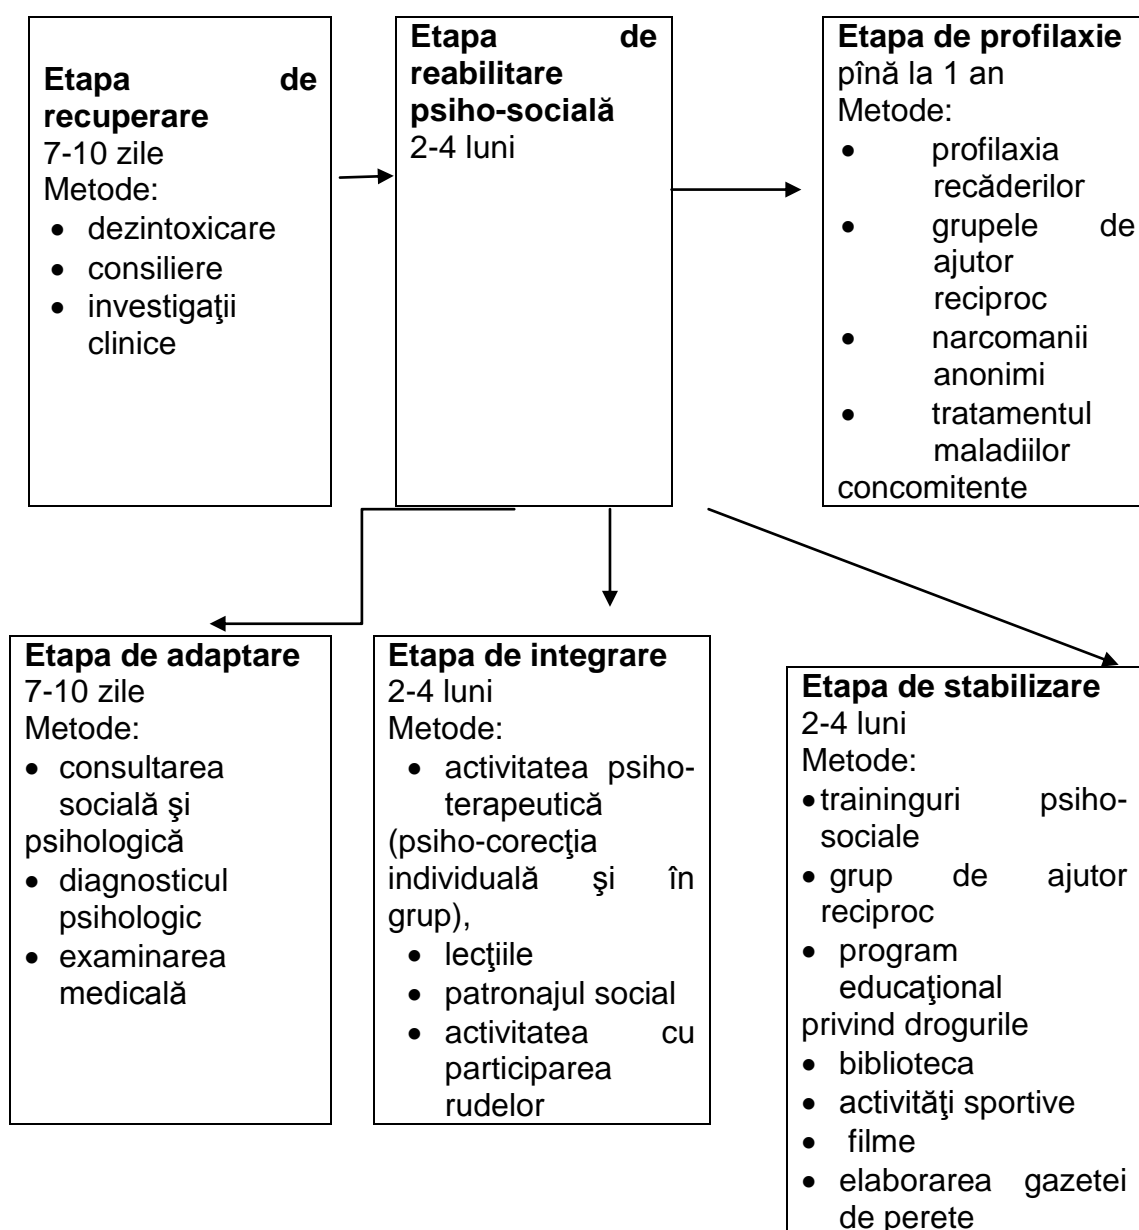 Etapa de
recuperare
7-10 zile
Metode:
• dezintoxicare
• consiliere
• investigaţii
clinice
Etapa de
reabilitare
psiho-socială
2-4 luni
Etapa de profilaxie
pînă la 1 an
Metode:
• profilaxia
recăderilor
• grupele de
ajutor
reciproc
• narcomanii
anonimi
• tratamentul
maladiilor
concomitente
Etapa de adaptare
7-10 zile
Metode:
• consultarea
socială şi
psihologică
• diagnosticul
psihologic
• examinarea
medicală
Etapa de integrare
2-4 luni
Metode:
• activitatea psiho-
terapeutică
(psiho-corecţia
individuală şi în
grup),
• lecţiile
• patronajul social
• activitatea cu
participarea
rudelor
Etapa de stabilizare
2-4 luni
Metode:
• traininguri psiho-
sociale
• grup de ajutor
reciproc
• program
educaţional
privind drogurile
• biblioteca
• activităţi sportive
• filme
• elaborarea gazetei
de perete